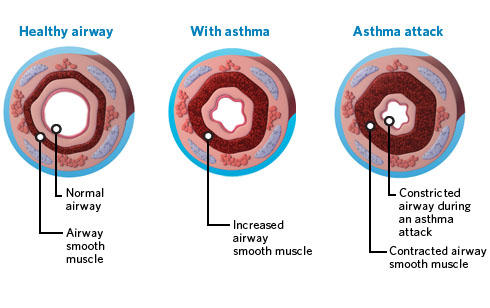 Healthy airway
With asthma
Asthma attack
Normal
airway
Airway
smooth
muscle
Increased
airway
smooth muscle
Constricted
airway during
an asthma
attack
Contracted airway
smooth muscle